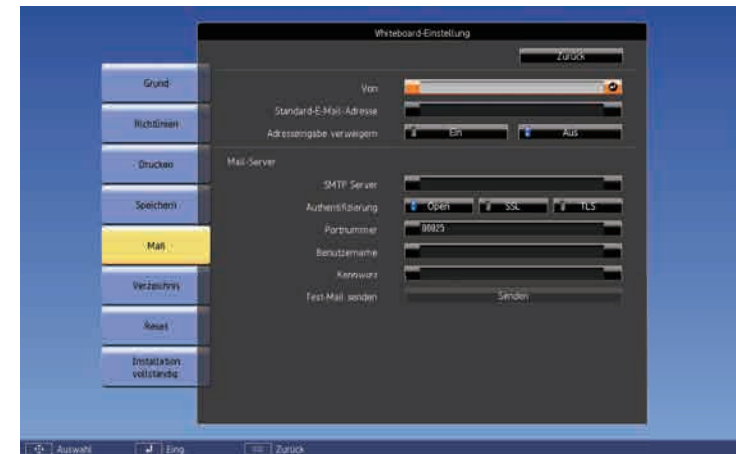 Whiteboard-Einstellung
Zurück
Grund
Richtlinien
Drucken
Speichern
Mail
Verzeichnis
Reset
Installation
vollständig
Von
Standard-E-Mail-Adresse
Adresseingabe verweigern Ein Aus
Mail-Server
SMTP Server
Authentifizierung Open SSL TLS
Portnummer 00025
Benutzername
Kennwort
Test-Mail senden Senden
Auswahl Eing. Zurück